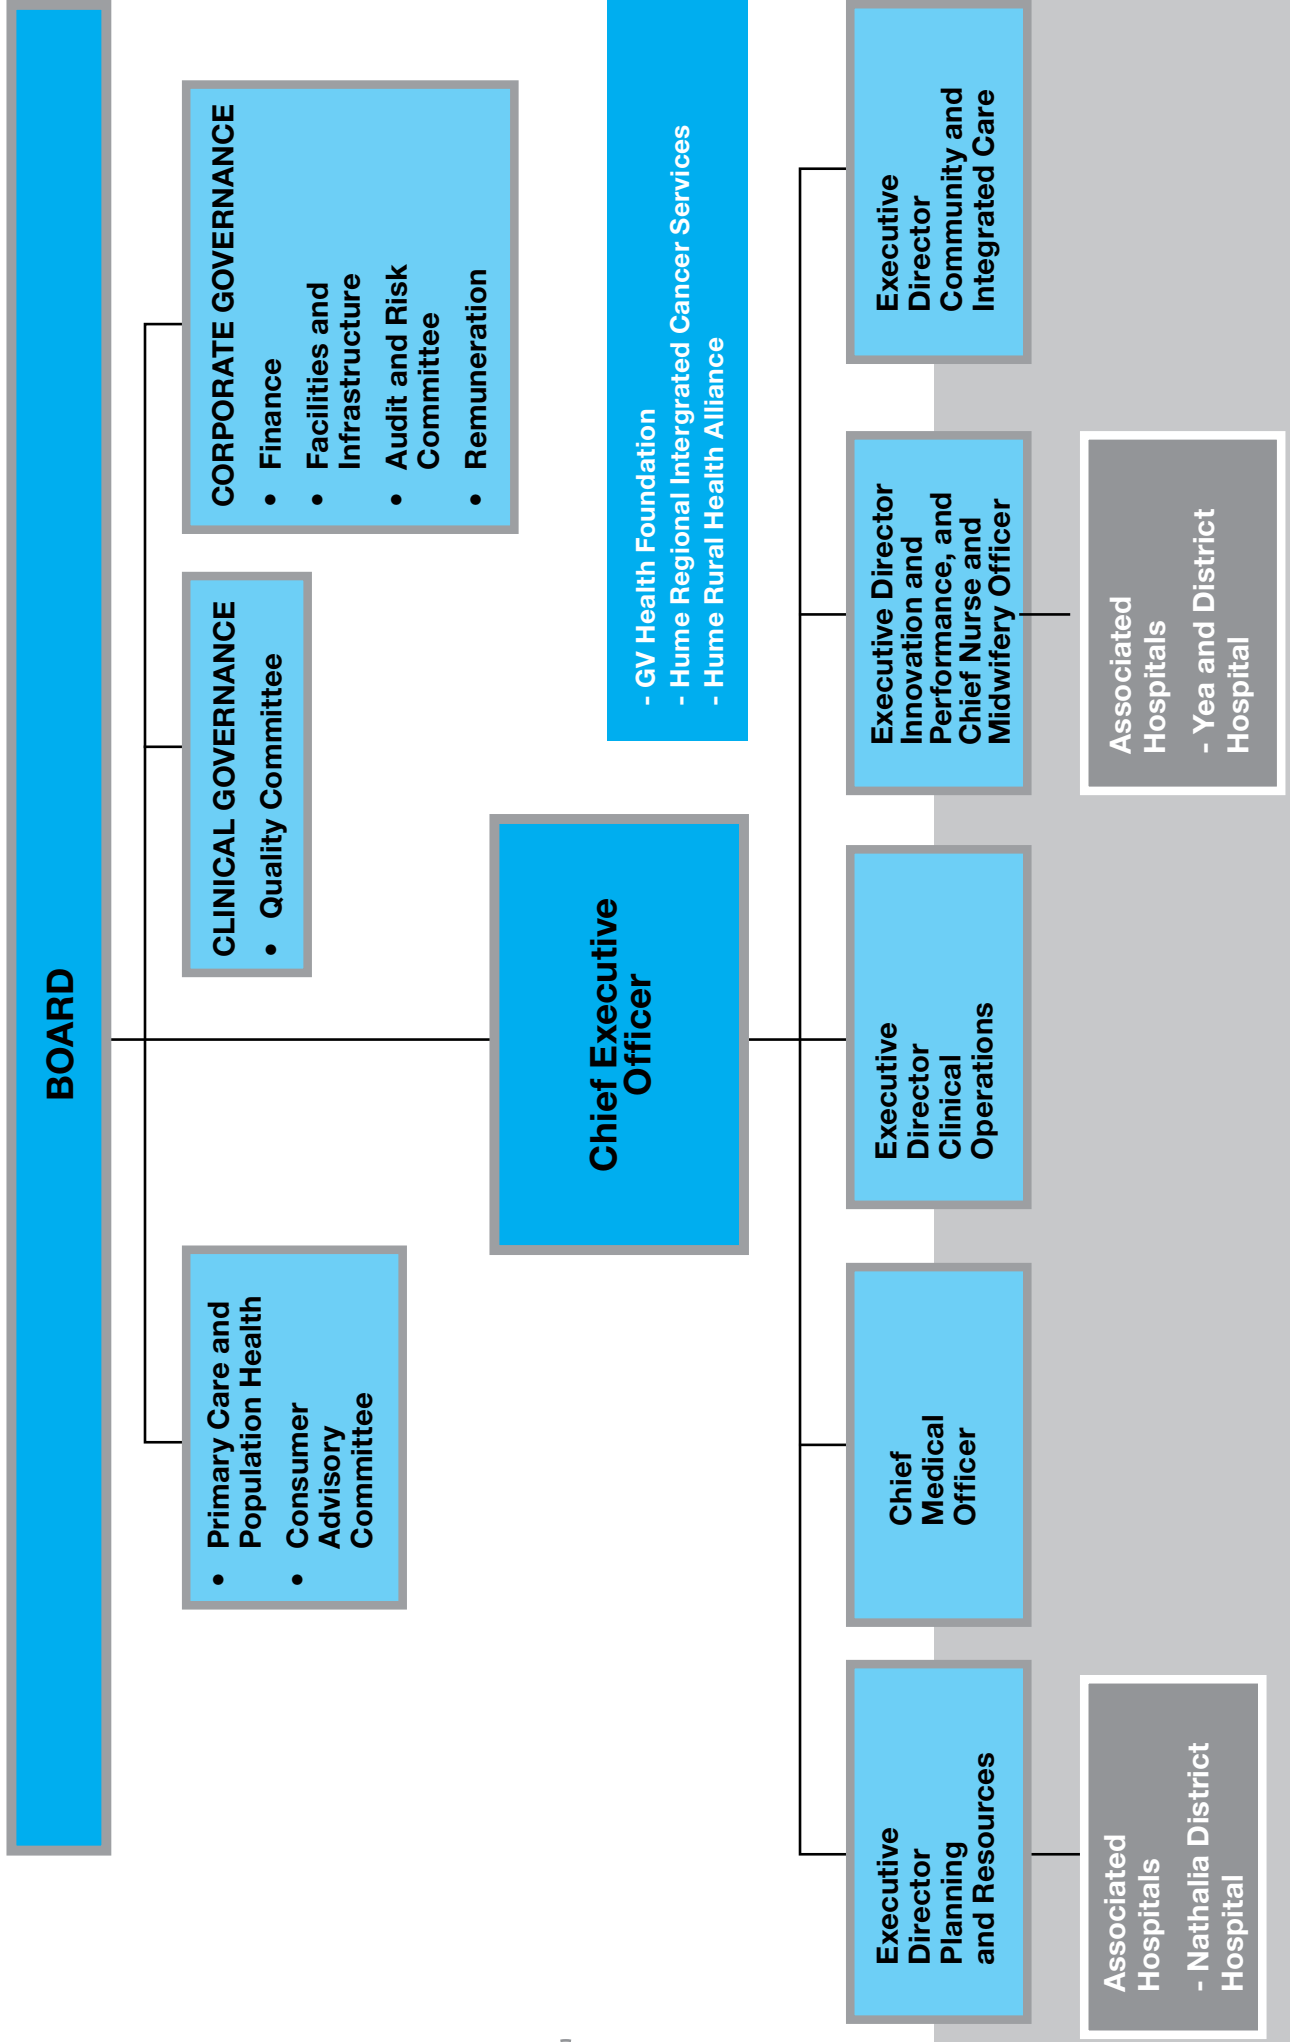 BOARD
• Primary Care and
Population Health
• Consumer
Advisory
Committee
CLINICAL GOVERNANCE
• Quality Committee
CORPORATE GOVERNANCE
• Finance
• Facilities and
Infrastructure
• Audit and Risk
Committee
• Remuneration
Chief Executive
Officer
- GV Health Foundation
- Hume Regional Intergrated Cancer Services
- Hume Rural Health Alliance
Executive
Director
Planning
and Resources
Chief
Medical
Officer
Executive
Director
Clinical
Operations
Executive Director
Innovation and
Performance, and
Chief Nurse and
Midwifery Officer
Executive
Director
Community and
Integrated Care
Associated
Hospitals
- Nathalia District
Hospital
Associated
Hospitals
- Yea and District
Hospital